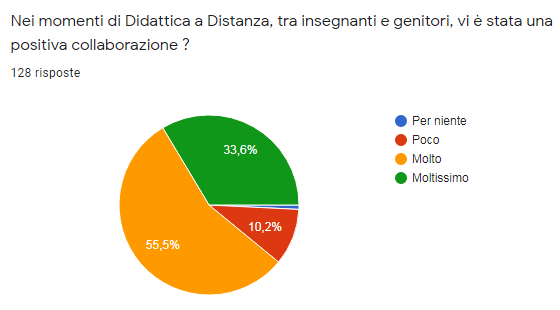 Nei momenti di Didattica a Distanza, tra insegnanti e genitori, vi è stata una
positiva collaborazione ?
128 risposte
33,6%
10,2%
55,5%
Per niente
Poco
Molto
Moltissimo